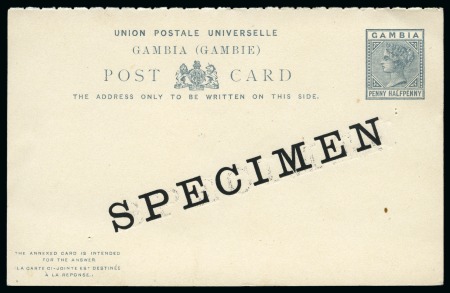 UNION POSTALE UNIVERSELLE
GAMBIA (GAMBIE)
POST CARD
THE ADDRESS ONLY TO BE WRITTEN ON THIS SIDE.
GAMBIA
PENNY HALFPENNY
SPECIMEN
THE ANNEXED CARD IS INTENDED
FOR THE ANSWER.
(LA CARTE CI-JOINTE EST DESTINÉE
À LA RÉPONSE.)